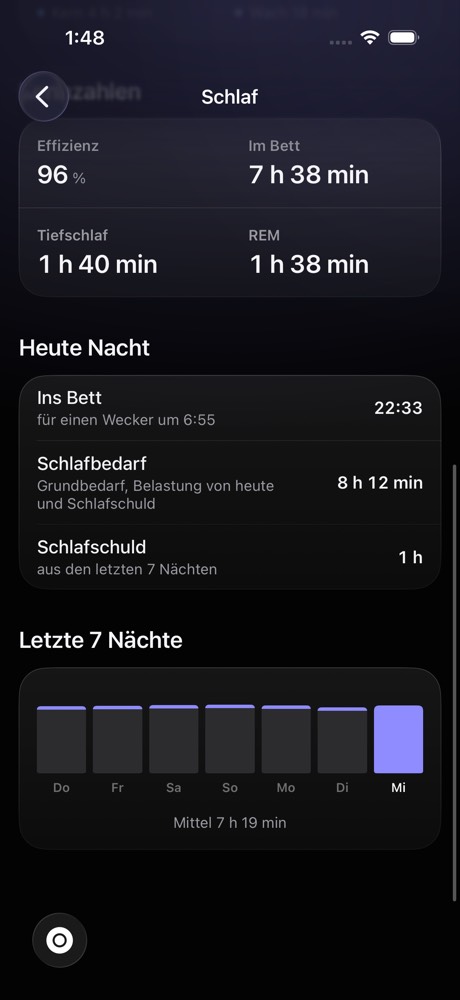 1:48
Schlaf
Effizienz
Im Bett
96 %
7 h 38 min
Tiefschlaf
REM
1 h 40 min
1 h 38 min
Heute Nacht
Ins Bett
für einen Wecker um 6:55
22:33
Schlafbedarf
Grundbedarf, Belastung von heute
und Schlafschuld
8 h 12 min
Schlafschuld
aus den letzten 7 Nächten
1 h
Letzte 7 Nächte
Do Fr Sa So Mo Di Mi
Mittel 7 h 19 min